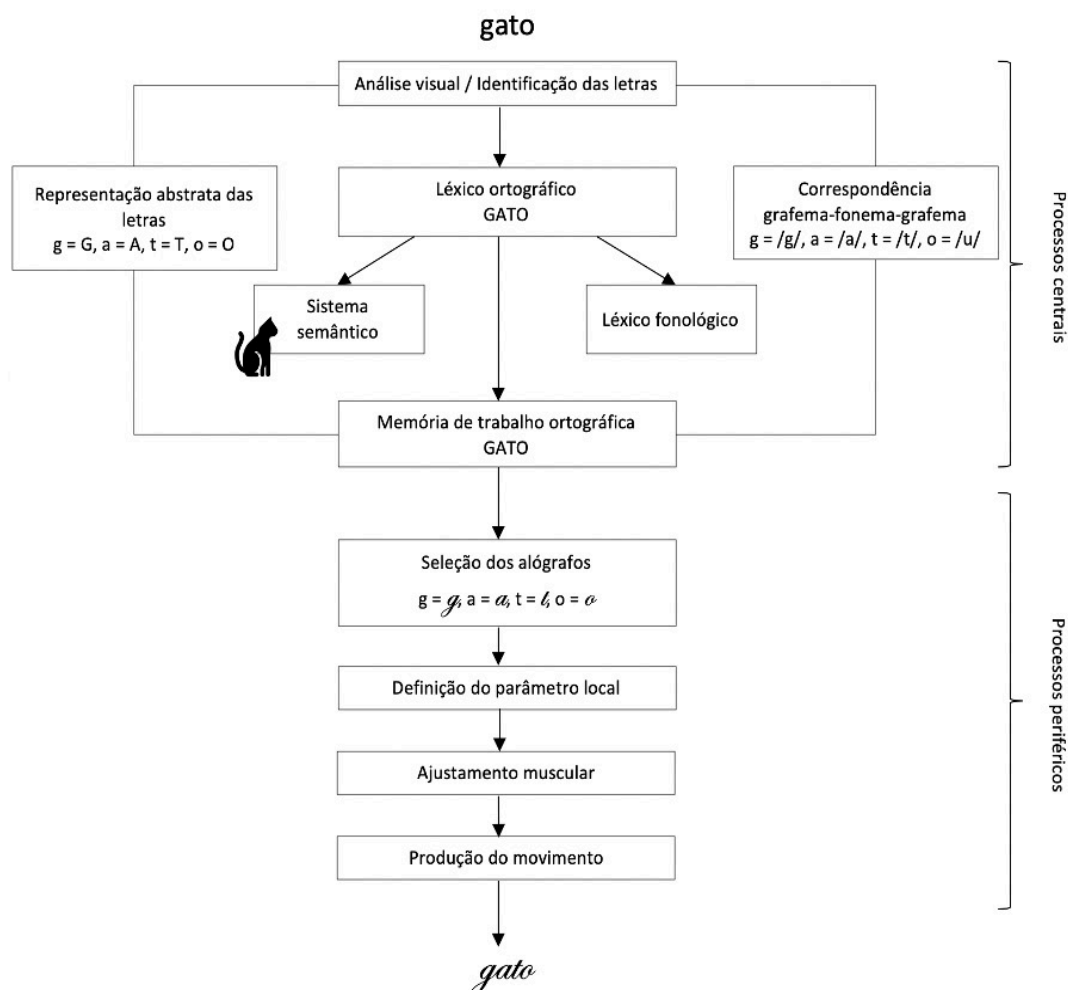 gato
Análise visual / Identificação das letras
Representação abstrata das
letras
g = G, a = A, t = T, o = O
Léxico ortográfico
GATO
Correspondência
grafema-fonema-grafema
g = /g/, a = /a/, t = /t/, o = /u/
Sistema
semântico
Léxico fonológico
Memória de trabalho ortográfica
GATO
Processos centrais
Seleção dos alógrafos
g = g, a = a, t = t, o = o
Definição do parâmetro local
Ajustamento muscular
Produção do movimento
Processos periféricos
gato